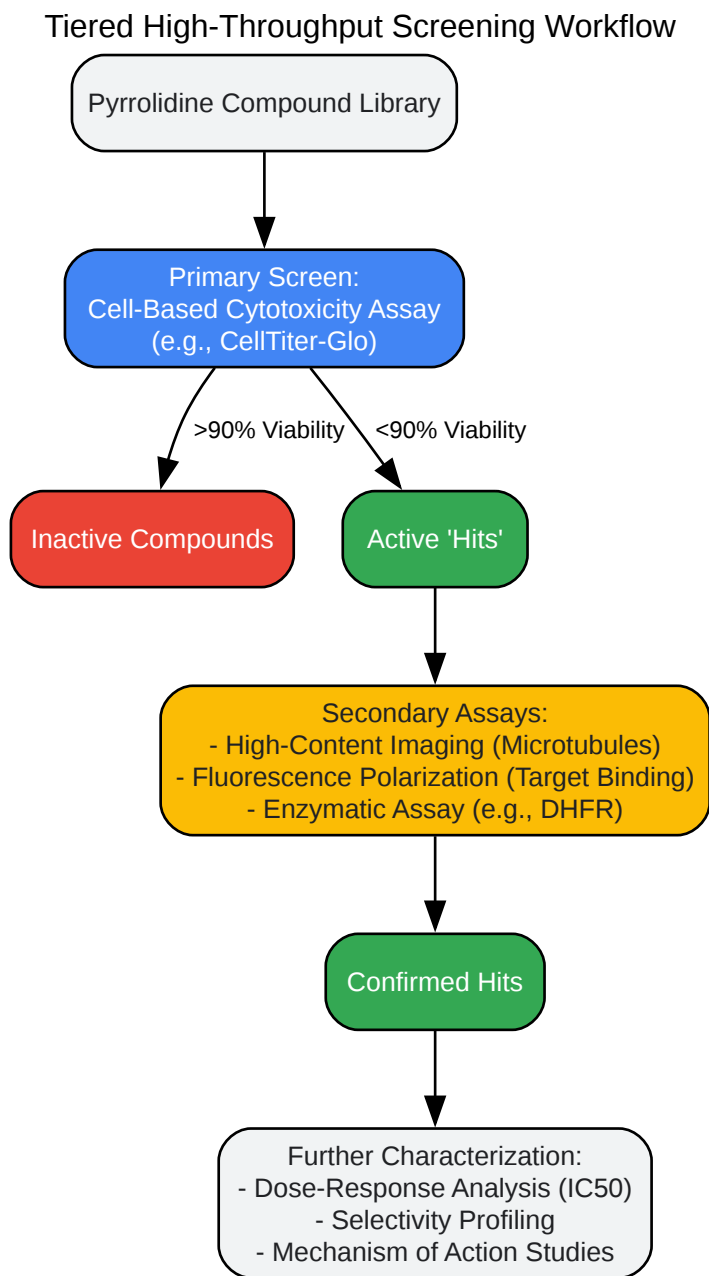 Tiered High-Throughput Screening Workflow
Pyrrolidine Compound Library
Primary Screen:
Cell-Based Cytotoxicity Assay
(e.g., CellTiter-Glo)
>90% Viability
<90% Viability
Inactive Compounds
Active 'Hits'
Secondary Assays:
- High-Content Imaging (Microtubules)
- Fluorescence Polarization (Target Binding)
- Enzymatic Assay (e.g., DHFR)
Confirmed Hits
Further Characterization:
- Dose-Response Analysis (IC50)
- Selectivity Profiling
- Mechanism of Action Studies